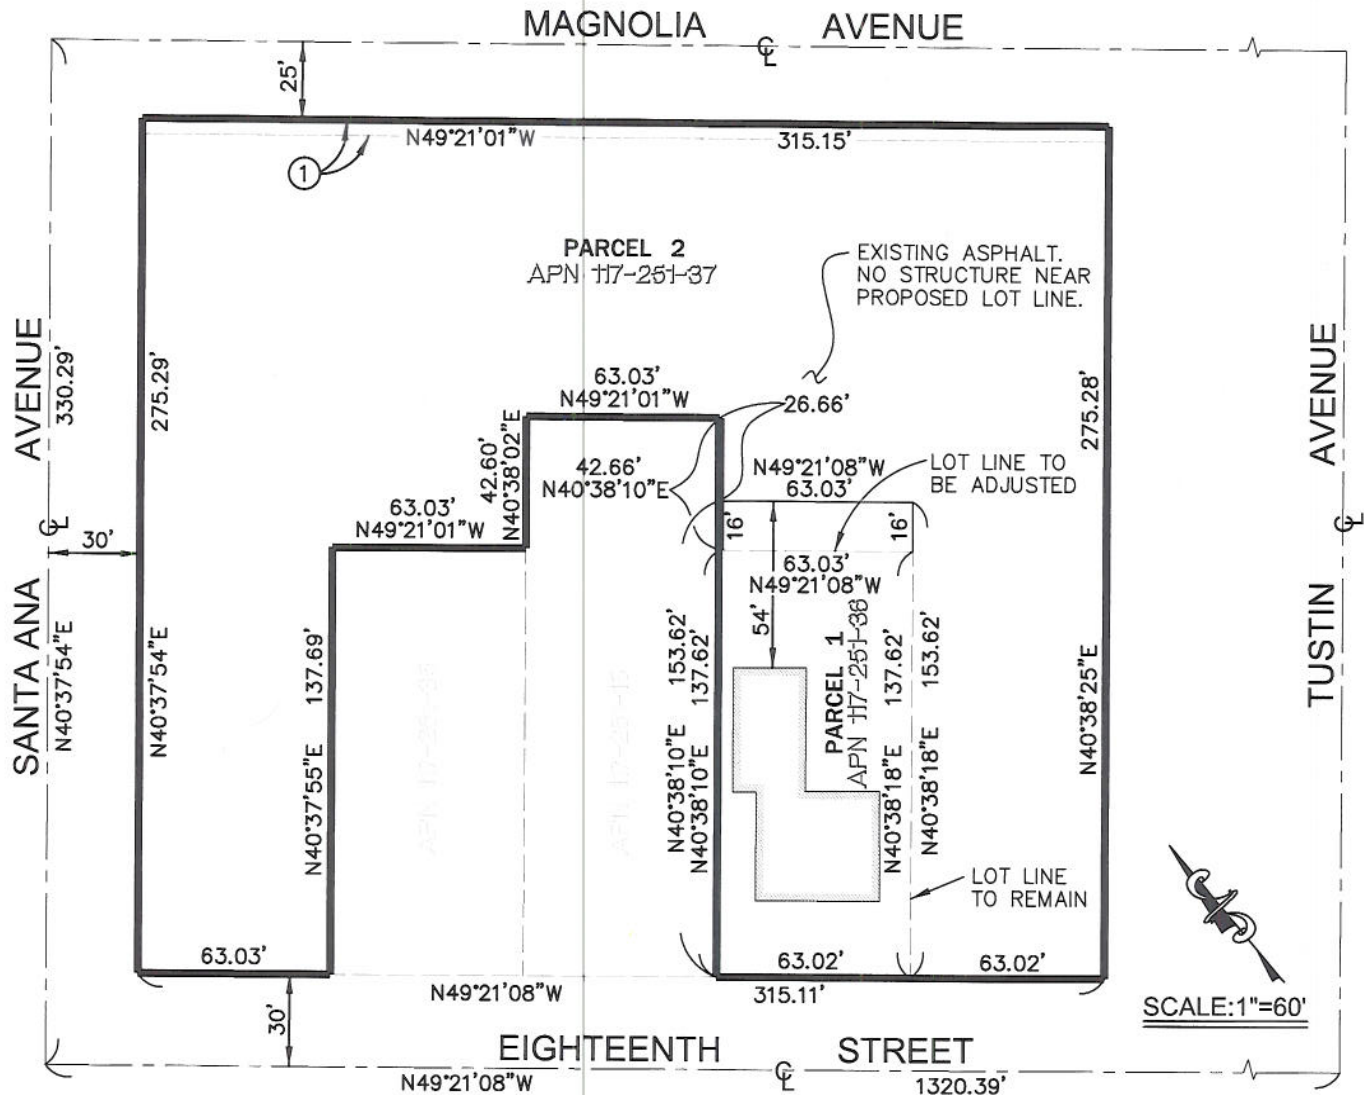 MAGNOLIA AVENUE
℄
25'
N49°21'01"W 315.15'
1
PARCEL 2
APN 117-251-37
EXISTING ASPHALT.
NO STRUCTURE NEAR
PROPOSED LOT LINE.
SANTA ANA AVENUE
N40°37'54"E 330.29'
℄
30'
275.29'
N40°37'54"E
63.03'
N49°21'01"W
26.66'
42.60'
N40°38'02"E
42.66'
N40°38'10"E
63.03'
N49°21'01"W
N49°21'08"W
63.03'
LOT LINE TO
BE ADJUSTED
16'
16'
63.03'
N49°21'08"W
54'
275.28'
N40°38'25"E
TUSTIN AVENUE
℄
137.69'
N40°37'55"E
N40°38'10"E 153.62'
N40°38'10"E 137.62'
PARCEL 1
APN 117-251-36
N40°38'18"E 137.62'
N40°38'18"E 153.62'
LOT LINE
TO REMAIN
63.03'
63.02'
63.02'
N49°21'08"W 315.11'
30'
SCALE:1"=60'
EIGHTEENTH STREET
℄
N49°21'08"W 1320.39'